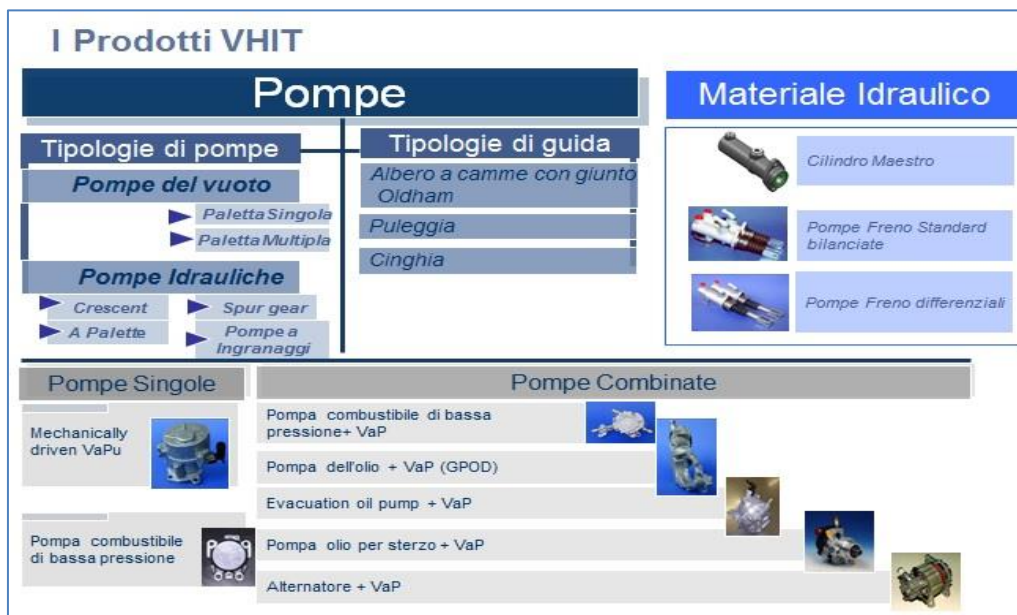 I Prodotti VHIT
Pompe
Tipologie di pompe
Pompe del vuoto
Paletta Singola
Paletta Multipla
Pompe Idrauliche
Crescent
Spur gear
A Palette
Pompe a
Ingranaggi
Tipologie di guida
Albero a camme con giunto
Oldham
Puleggia
Cinghia
Materiale Idraulico
Cilindro Maestro
Pompe Freno Standard
bilanciate
Pompe Freno differenziali
Pompe Singole
Mechanically
driven VaPu
Pompa combustibile
di bassa pressione
Pompe Combinate
Pompa combustibile di bassa
pressione+ VaP
Pompa dell'olio + VaP (GPOD)
Evacuation oil pump + VaP
Pompa olio per sterzo + VaP
Alternatore + VaP